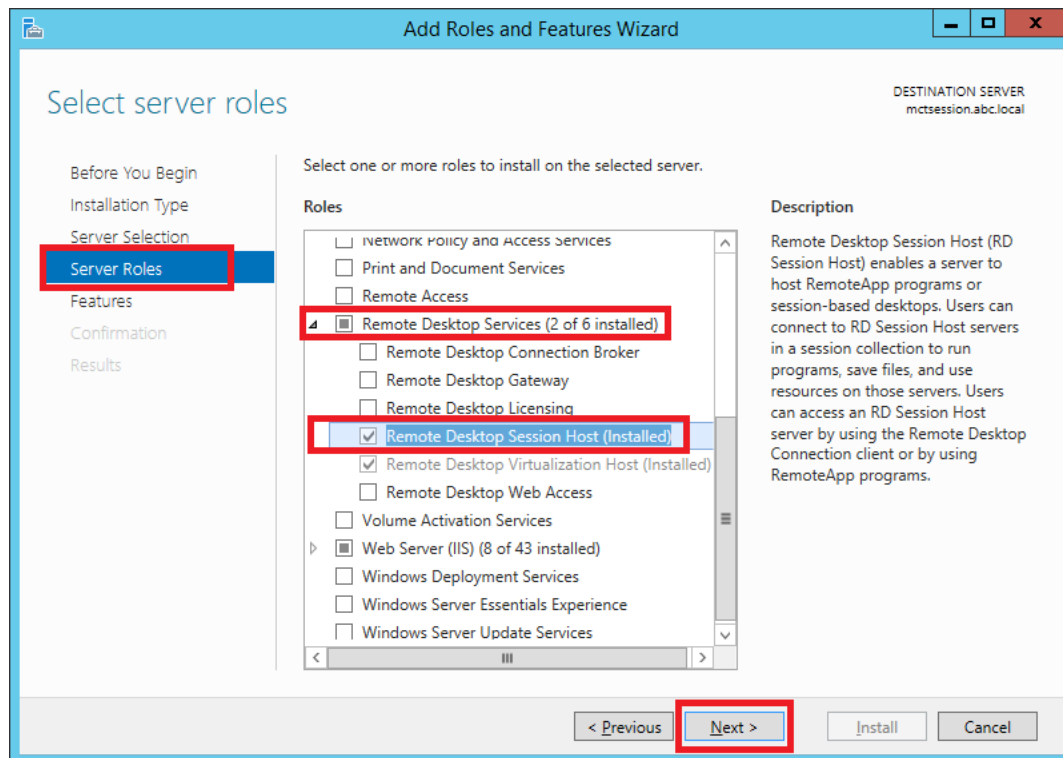 Add Roles and Features Wizard
Select server roles
DESTINATION SERVER
mctsession.abc.local
Before You Begin
Installation Type
Server Selection
Server Roles
Features
Confirmation
Results
Select one or more roles to install on the selected server.
Roles
Network Policy and Access Services
Print and Document Services
Remote Access
Remote Desktop Services (2 of 6 installed)
Remote Desktop Connection Broker
Remote Desktop Gateway
Remote Desktop Licensing
Remote Desktop Session Host (Installed)
Remote Desktop Virtualization Host (Installed)
Remote Desktop Web Access
Volume Activation Services
Web Server (IIS) (8 of 43 installed)
Windows Deployment Services
Windows Server Essentials Experience
Windows Server Update Services
Description
Remote Desktop Session Host (RD
Session Host) enables a server to
host RemoteApp programs or
session-based desktops. Users can
connect to RD Session Host servers
in a session collection to run
programs, save files, and use
resources on those servers. Users
can access an RD Session Host
server by using the Remote Desktop
Connection client or by using
RemoteApp programs.
< Previous
Next >
Install
Cancel